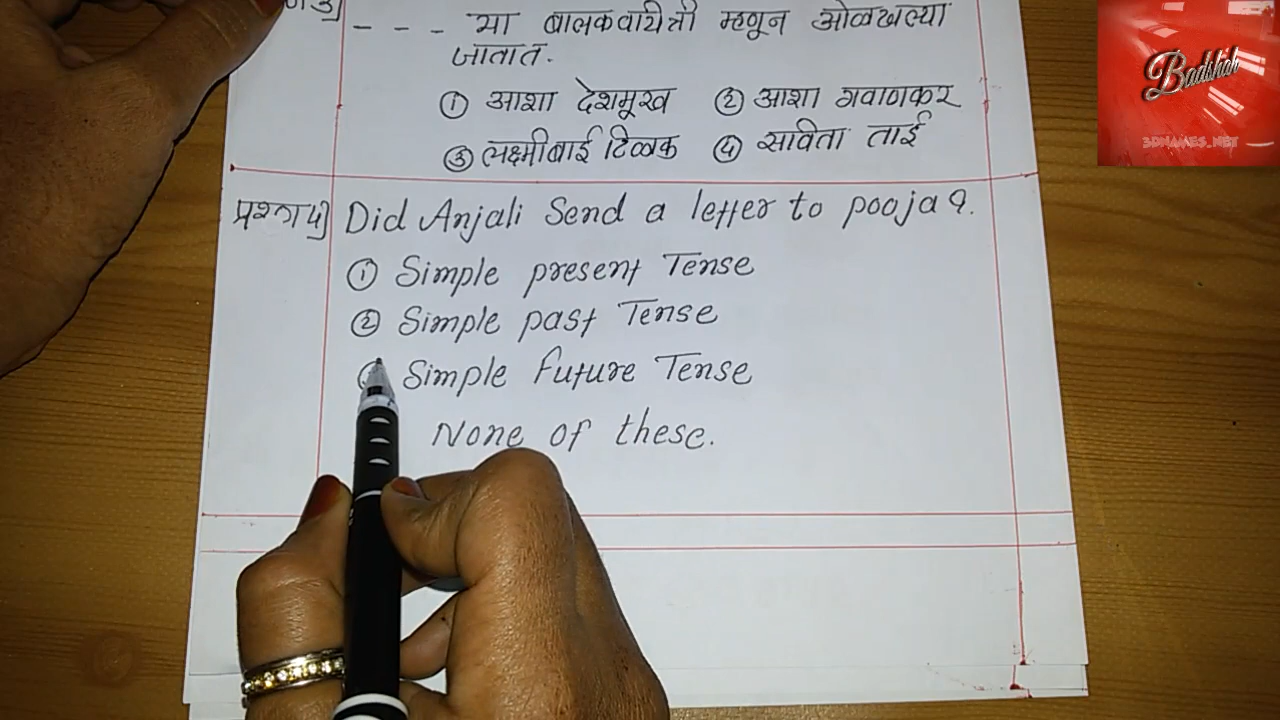 - - - या बालकवायेत्री म्हणून ओळखल्या
जातात.
① आशा देशमूख ② आशा गवाणकर
③ लक्ष्मीबाई टिळक ④ सविता ताई
प्रश्न५] Did Anjali Send a letter to pooja?.
① Simple present Tense
② Simple past Tense
Simple future Tense
None of these.
Badshah
3DNAMES.NET